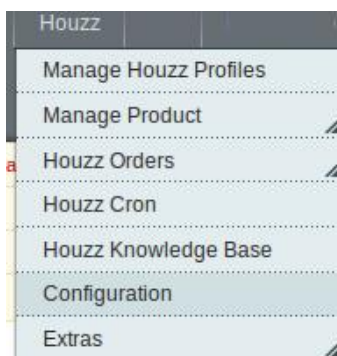 Houzz
Manage Houzz Profiles
Manage Product
Houzz Orders
Houzz Cron
Houzz Knowledge Base
Configuration
Extras